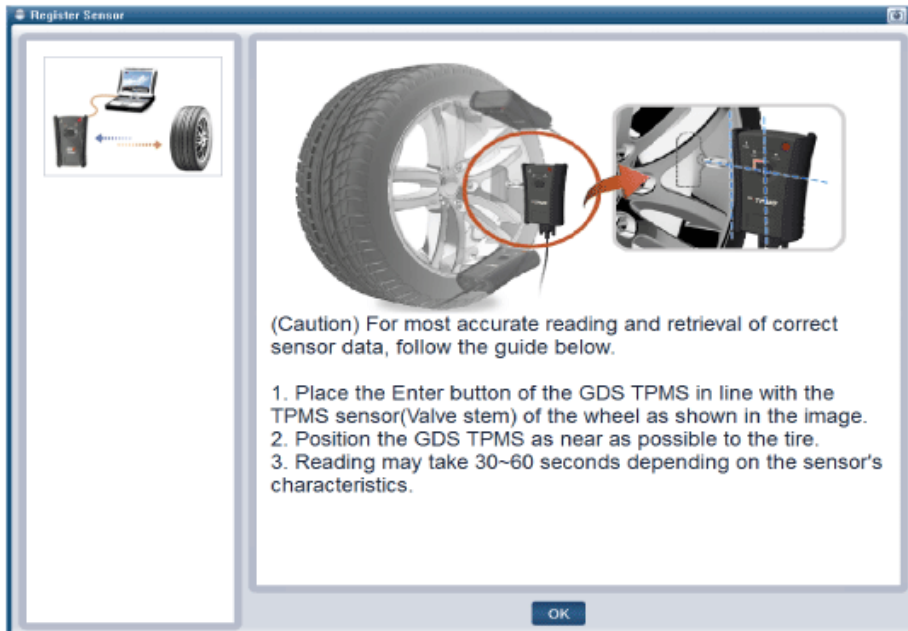 Register Sensor
TPMS
(Caution) For most accurate reading and retrieval of correct
sensor data, follow the guide below.
1. Place the Enter button of the GDS TPMS in line with the
TPMS sensor(Valve stem) of the wheel as shown in the image.
2. Position the GDS TPMS as near as possible to the tire.
3. Reading may take 30~60 seconds depending on the sensor's
characteristics.
OK